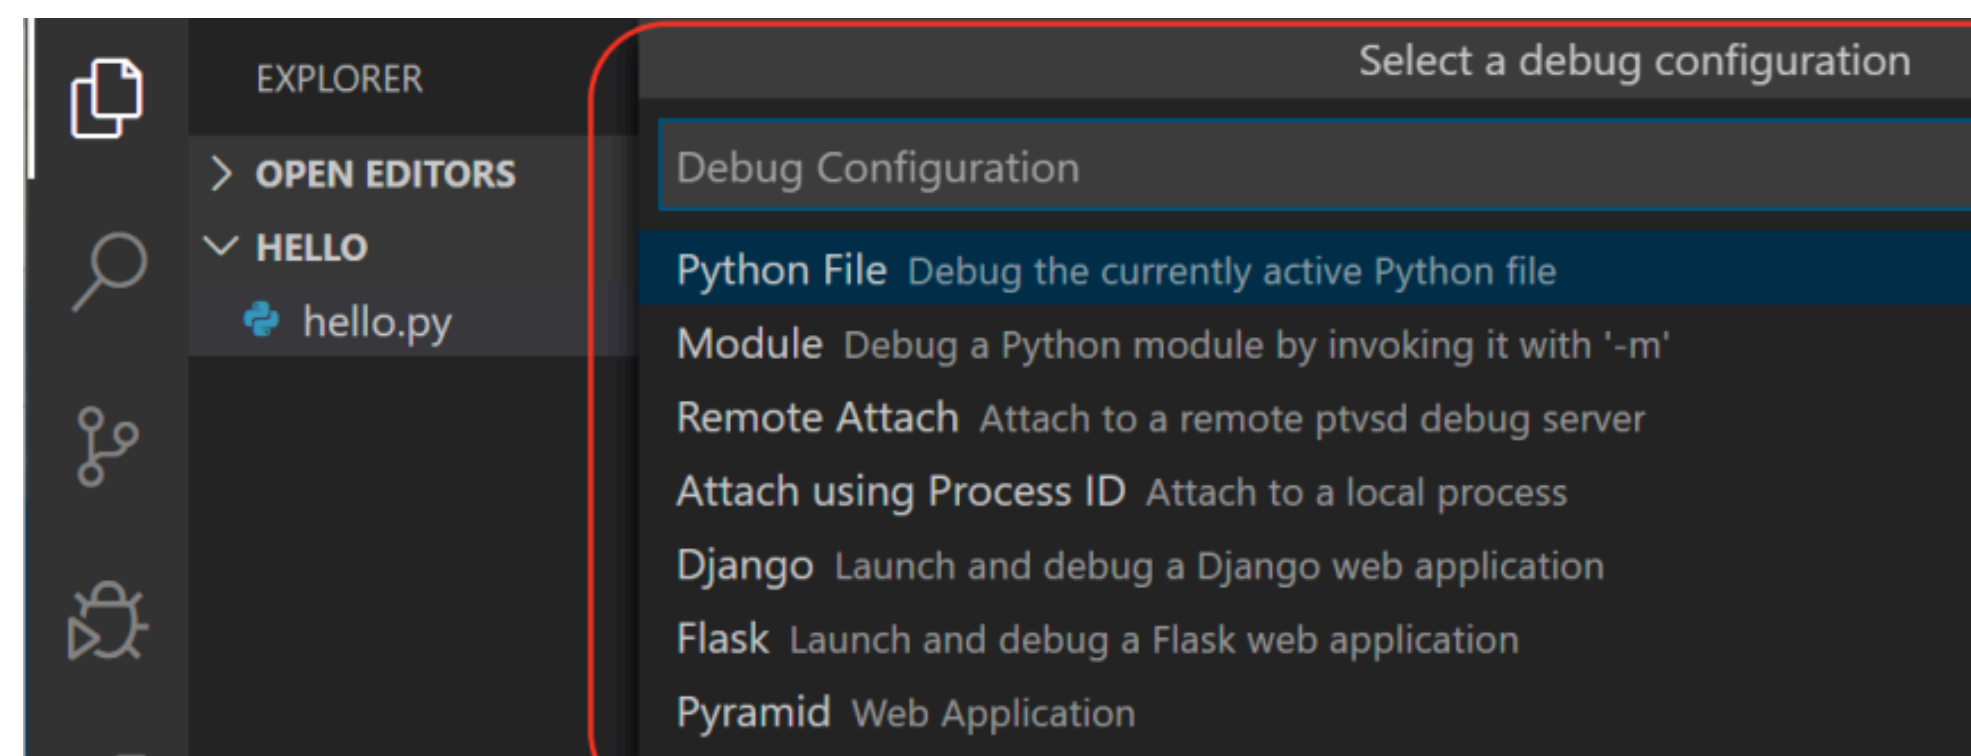 EXPLORER
OPEN EDITORS
HELLO
hello.py
Select a debug configuration
Debug Configuration
Python File Debug the currently active Python file
Module Debug a Python module by invoking it with '-m'
Remote Attach Attach to a remote ptvsd debug server
Attach using Process ID Attach to a local process
Django Launch and debug a Django web application
Flask Launch and debug a Flask web application
Pyramid Web Application